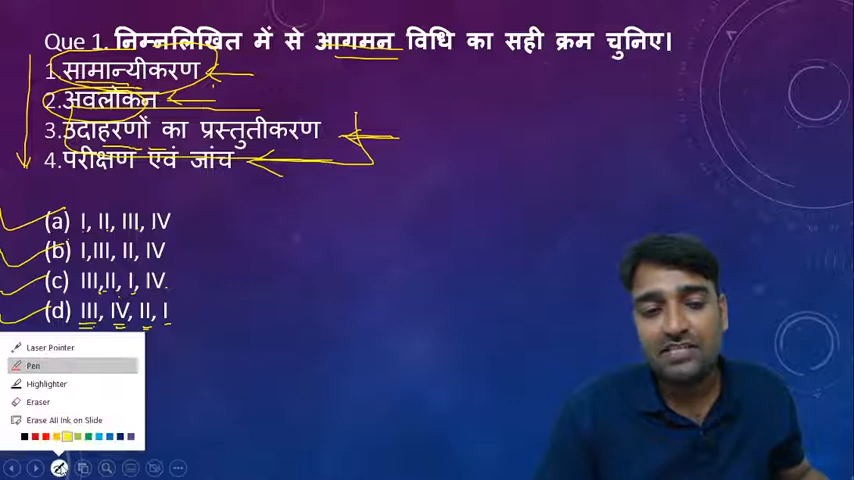 Que 1. निम्नलिखित में से आगमन विधि का सही क्रम चुनिए।
1.सामान्यीकरण
2.अवलोकन
3.उदाहरणों का प्रस्तुतीकरण
4.परीक्षण एवं जांच
(a) I, II, III, IV
(b) I,III, II, IV
(c) III,II, I, IV.
(d) III, IV, II, I
Laser Pointer
Pen
Highlighter
Eraser
Erase All Ink on Slide